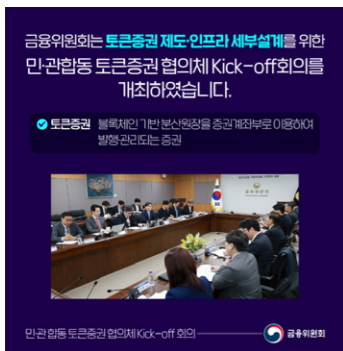 금융위원회는 토큰증권 제도·인프라 세부설계를 위한
민·관합동 토큰증권 협의체 Kick-off회의를
개최하였습니다.
토큰증권 블록체인 기반 분산원장을 증권계좌부로 이용하여
발행·관리되는 증권
민·관 합동 토큰증권 협의체 Kick-off 회의
금융위원회